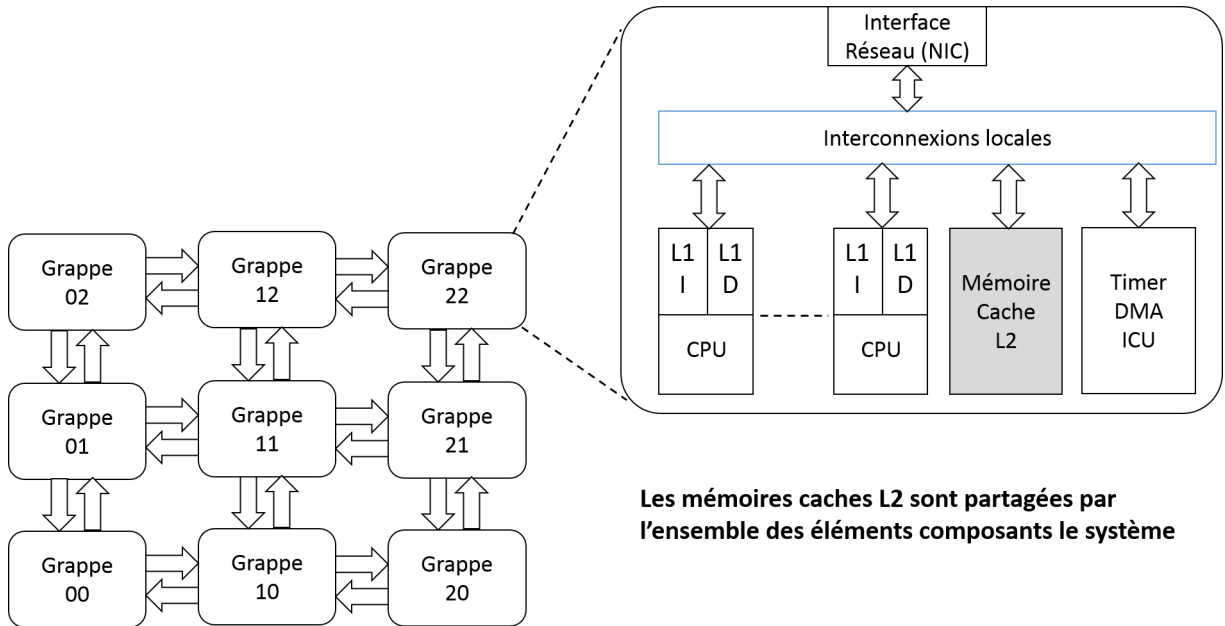 Grappe
02
Grappe
12
Grappe
22
Grappe
01
Grappe
11
Grappe
21
Grappe
00
Grappe
10
Grappe
20
Interface
Réseau (NIC)
Interconnexions locales
L1
I
L1
D
CPU
L1
I
L1
D
CPU
Mémoire
Cache
L2
Timer
DMA
ICU
Les mémoires caches L2 sont partagées par
l'ensemble des éléments composants le système